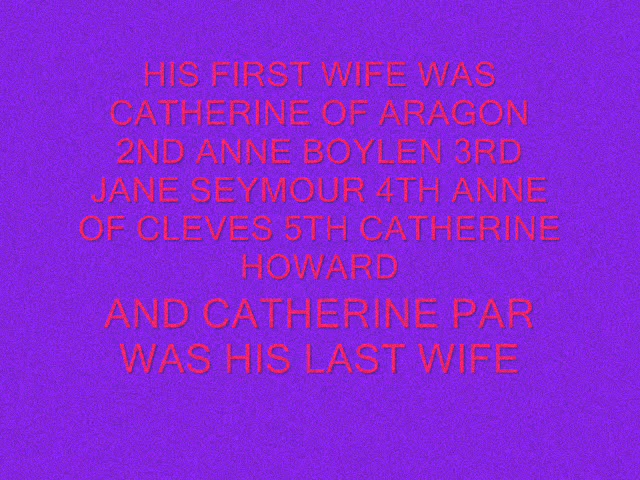 HIS FIRST WIFE WAS
CATHERINE OF ARAGON
2ND ANNE BOYLEN 3RD
JANE SEYMOUR 4TH ANNE
OF CLEVES 5TH CATHERINE
HOWARD
AND CATHERINE PAR
WAS HIS LAST WIFE